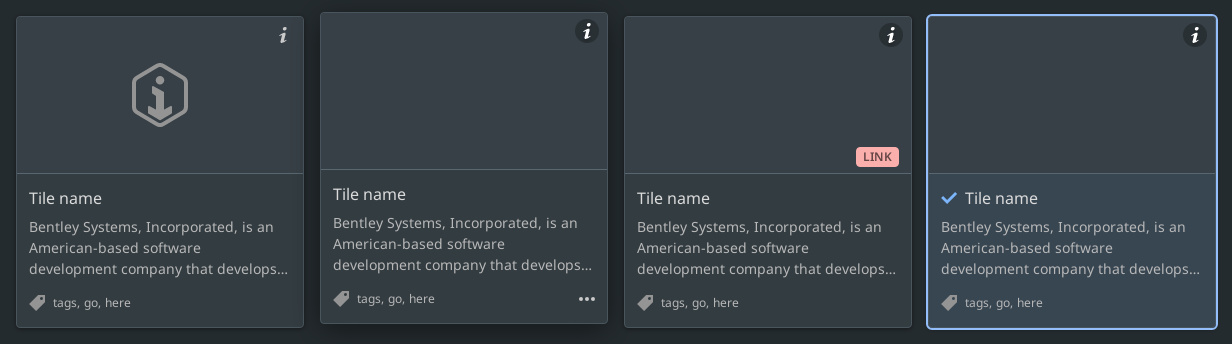 Tile name
Bentley Systems, Incorporated, is an
American-based software
development company that develops...
tags, go, here
Tile name
Bentley Systems, Incorporated, is an
American-based software
development company that develops...
tags, go, here
LINK
Tile name
Bentley Systems, Incorporated, is an
American-based software
development company that develops...
tags, go, here
Tile name
Bentley Systems, Incorporated, is an
American-based software
development company that develops...
tags, go, here